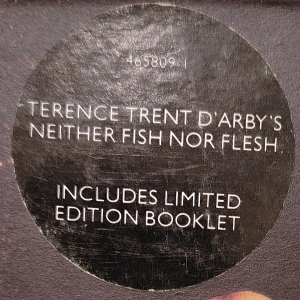 465809 1
TERENCE TRENT D'ARBY'S
NEITHER FISH NOR FLESH
INCLUDES LIMITED
EDITION BOOKLET